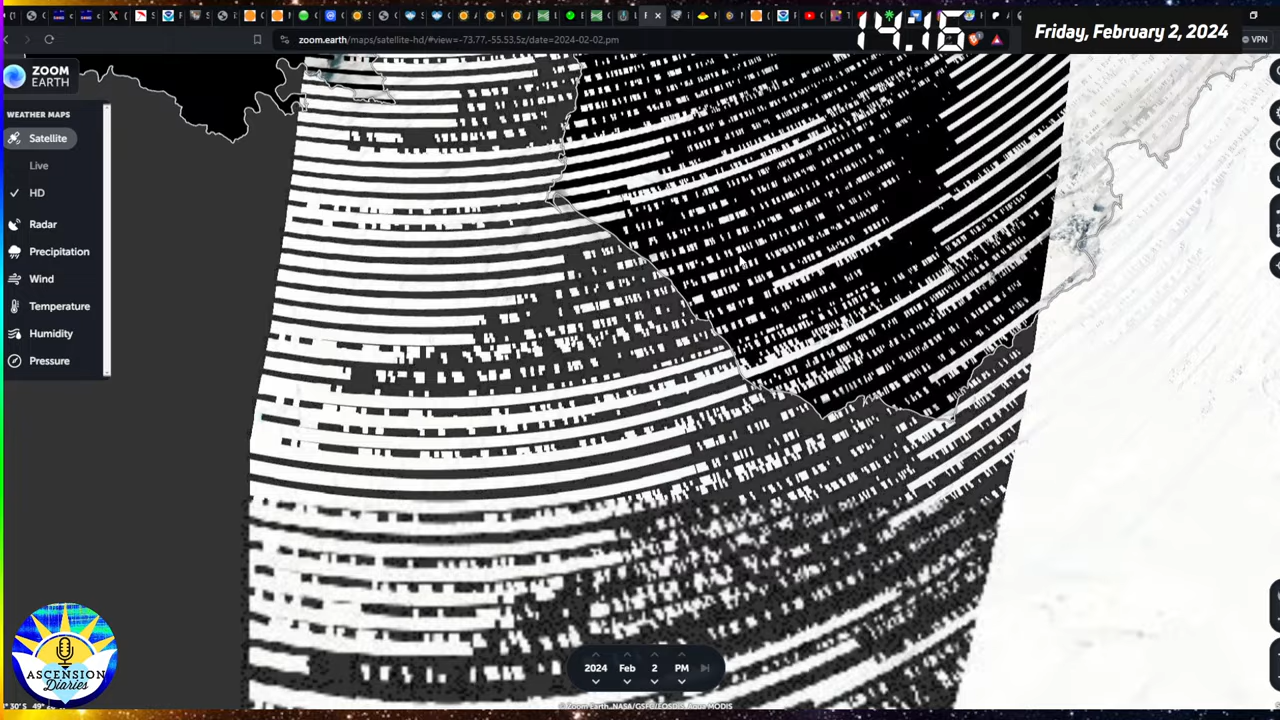 zoom.earth/maps/satellite-hd/#view=-73.77,-55.53,5z/date=2024-02-02,pm
14:16
Friday, February 2, 2024
VPN
ZOOM
EARTH
WEATHER MAPS
Satellite
Live
HD
Radar
Precipitation
Wind
Temperature
Humidity
Pressure
ASCENSION
Diaries
2024 Feb 2 PM